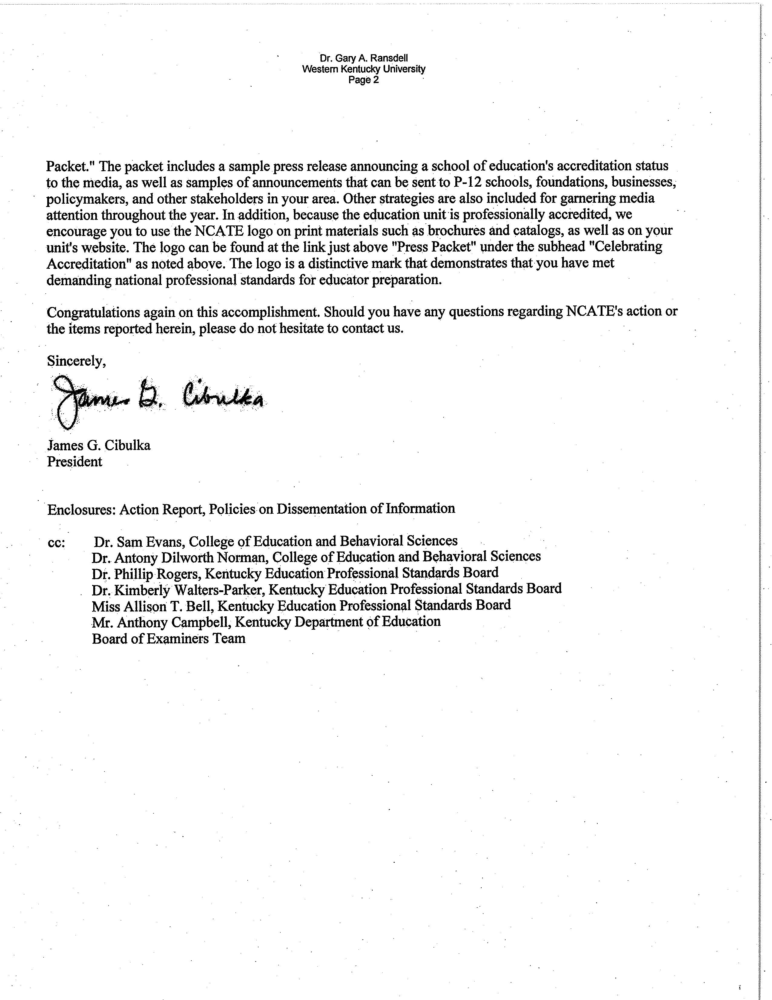 Dr. Gary A. Ransdell
Western Kentucky University
Page 2
Packet." The packet includes a sample press release announcing a school of education's accreditation status
to the media, as well as samples of announcements that can be sent to P-12 schools, foundations, businesses,
policymakers, and other stakeholders in your area. Other strategies are also included for garnering media
attention throughout the year. In addition, because the education unit is professionally accredited, we
encourage you to use the NCATE logo on print materials such as brochures and catalogs, as well as on your
unit's website. The logo can be found at the link just above "Press Packet" under the subhead "Celebrating
Accreditation" as noted above. The logo is a distinctive mark that demonstrates that you have met
demanding national professional standards for educator preparation.
Congratulations again on this accomplishment. Should you have any questions regarding NCATE's action or
the items reported herein, please do not hesitate to contact us.
Sincerely,
James G. Cibulka
James G. Cibulka
President
Enclosures: Action Report, Policies on Dissementation of Information
cc: Dr. Sam Evans, College of Education and Behavioral Sciences
Dr. Antony Dilworth Norman, College of Education and Behavioral Sciences
Dr. Phillip Rogers, Kentucky Education Professional Standards Board
Dr. Kimberly Walters-Parker, Kentucky Education Professional Standards Board
Miss Allison T. Bell, Kentucky Education Professional Standards Board
Mr. Anthony Campbell, Kentucky Department of Education
Board of Examiners Team